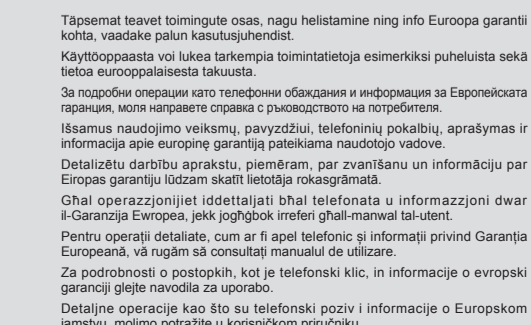 Täpsemat teavet toimingute osas, nagu helistamine ning info Euroopa garantii
kohta, vaadake palun kasutusjuhendist.
Käyttöoppaasta voi lukea tarkempia toimintatietoja esimerkiksi puheluista sekä
tietoa eurooppalaisesta takuusta.
За подробни операции като телефонни обаждания и информация за Европейската
гаранция, моля направете справка с ръководството на потребителя.
Išsamus naudojimo veiksmų, pavyzdžiui, telefoninių pokalbių, aprašymas ir
informacija apie europinę garantiją pateikiama naudotojo vadove.
Detalizētu darbību aprakstu, piemēram, par zvanīšanu un informāciju par
Eiropas garantiju lūdzam skatīt lietotāja rokasgrāmatā.
Għal operazzjonijiet iddettaljati bħal telefonata u informazzjoni dwar
il-Garanzija Ewropea, jekk jogħġbok irreferi għall-manwal tal-utent.
Pentru operații detaliate, cum ar fi apel telefonic și informații privind Garanția
Europeană, vă rugăm să consultați manualul de utilizare.
Za podrobnosti o postopkih, kot je telefonski klic, in informacije o evropski
garanciji glejte navodila za uporabo.
Detaljne operacije kao što su telefonski poziv i informacije o Europskom
jamstvu, molimo potražite u korisničkom priručniku.